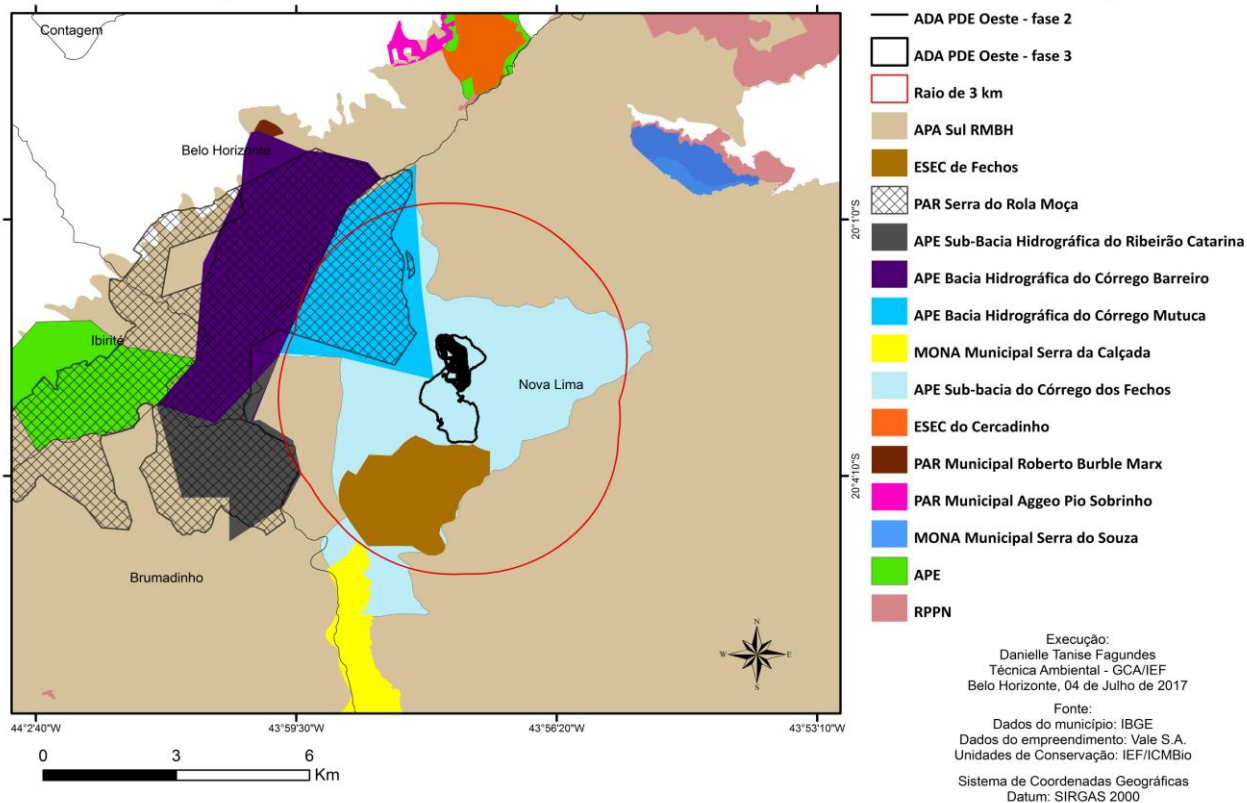 Contagem
Belo Horizonte
Ibirité
Nova Lima
Brumadinho
20°1'0"S
20°4'10"S
N
W
E
S
44°2'40"W
43°59'30"W
43°56'20"W
43°53'10"W
0
3
6
Km
ADA PDE Oeste - fase 2
ADA PDE Oeste - fase 3
Raio de 3 km
APA Sul RMBH
ESEC de Fechos
PAR Serra do Rola Moça
APE Sub-Bacia Hidrográfica do Ribeirão Catarina
APE Bacia Hidrográfica do Córrego Barreiro
APE Bacia Hidrográfica do Córrego Mutuca
MONA Municipal Serra da Calçada
APE Sub-bacia do Córrego dos Fechos
ESEC do Cercadinho
PAR Municipal Roberto Burble Marx
PAR Municipal Aggeo Pio Sobrinho
MONA Municipal Serra do Souza
APE
RPPN
Execução:
Danielle Tanise Fagundes
Técnica Ambiental - GCA/IEF
Belo Horizonte, 04 de Julho de 2017
Fonte:
Dados do município: IBGE
Dados do empreendimento: Vale S.A.
Unidades de Conservação: IEF/ICMBio
Sistema de Coordenadas Geográficas
Datum: SIRGAS 2000